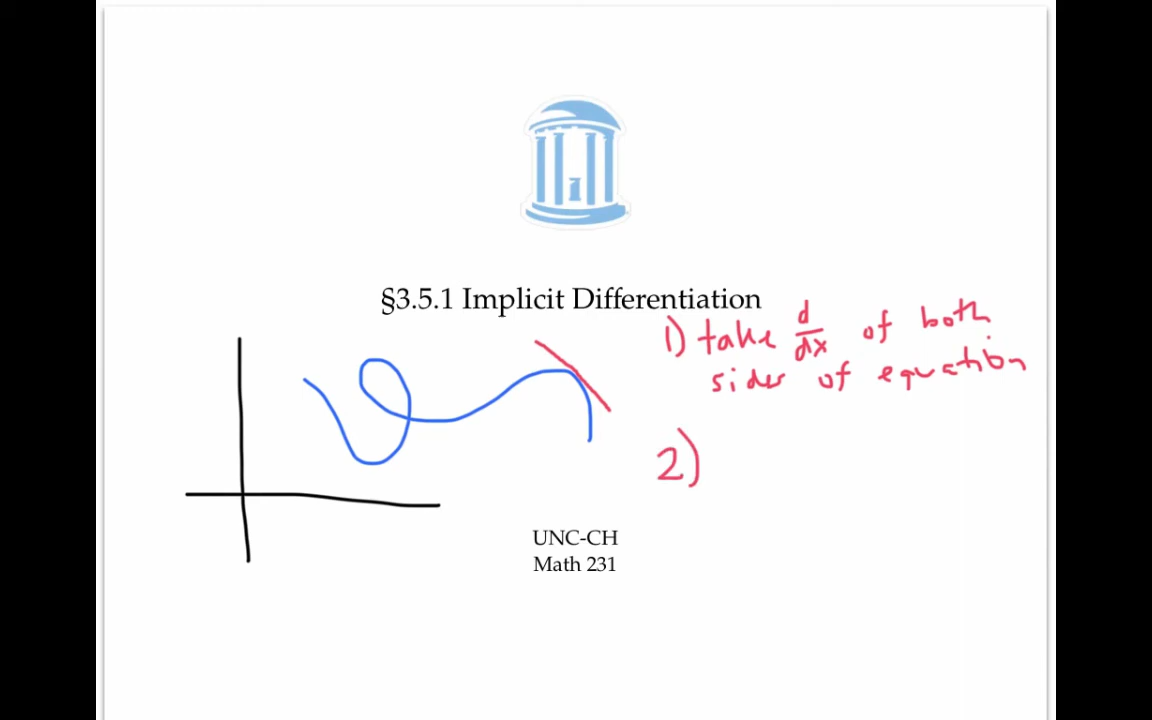 §3.5.1 Implicit Differentiation
1) take d/dx of both
sides of equation
2)
UNC-CH
Math 231